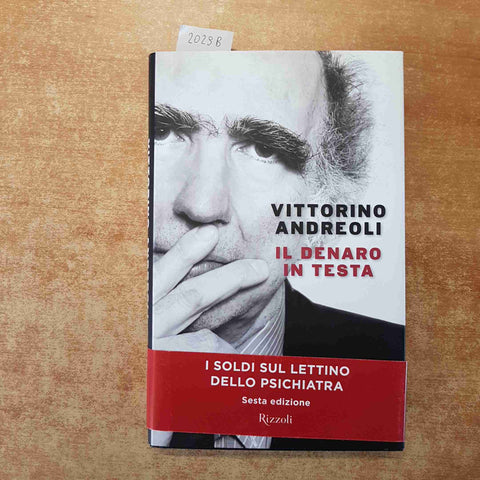 2029B
VITTORINO
ANDREOLI
IL DENARO
IN TESTA
I SOLDI SUL LETTINO
DELLO PSICHIATRA
Sesta edizione
Rizzoli